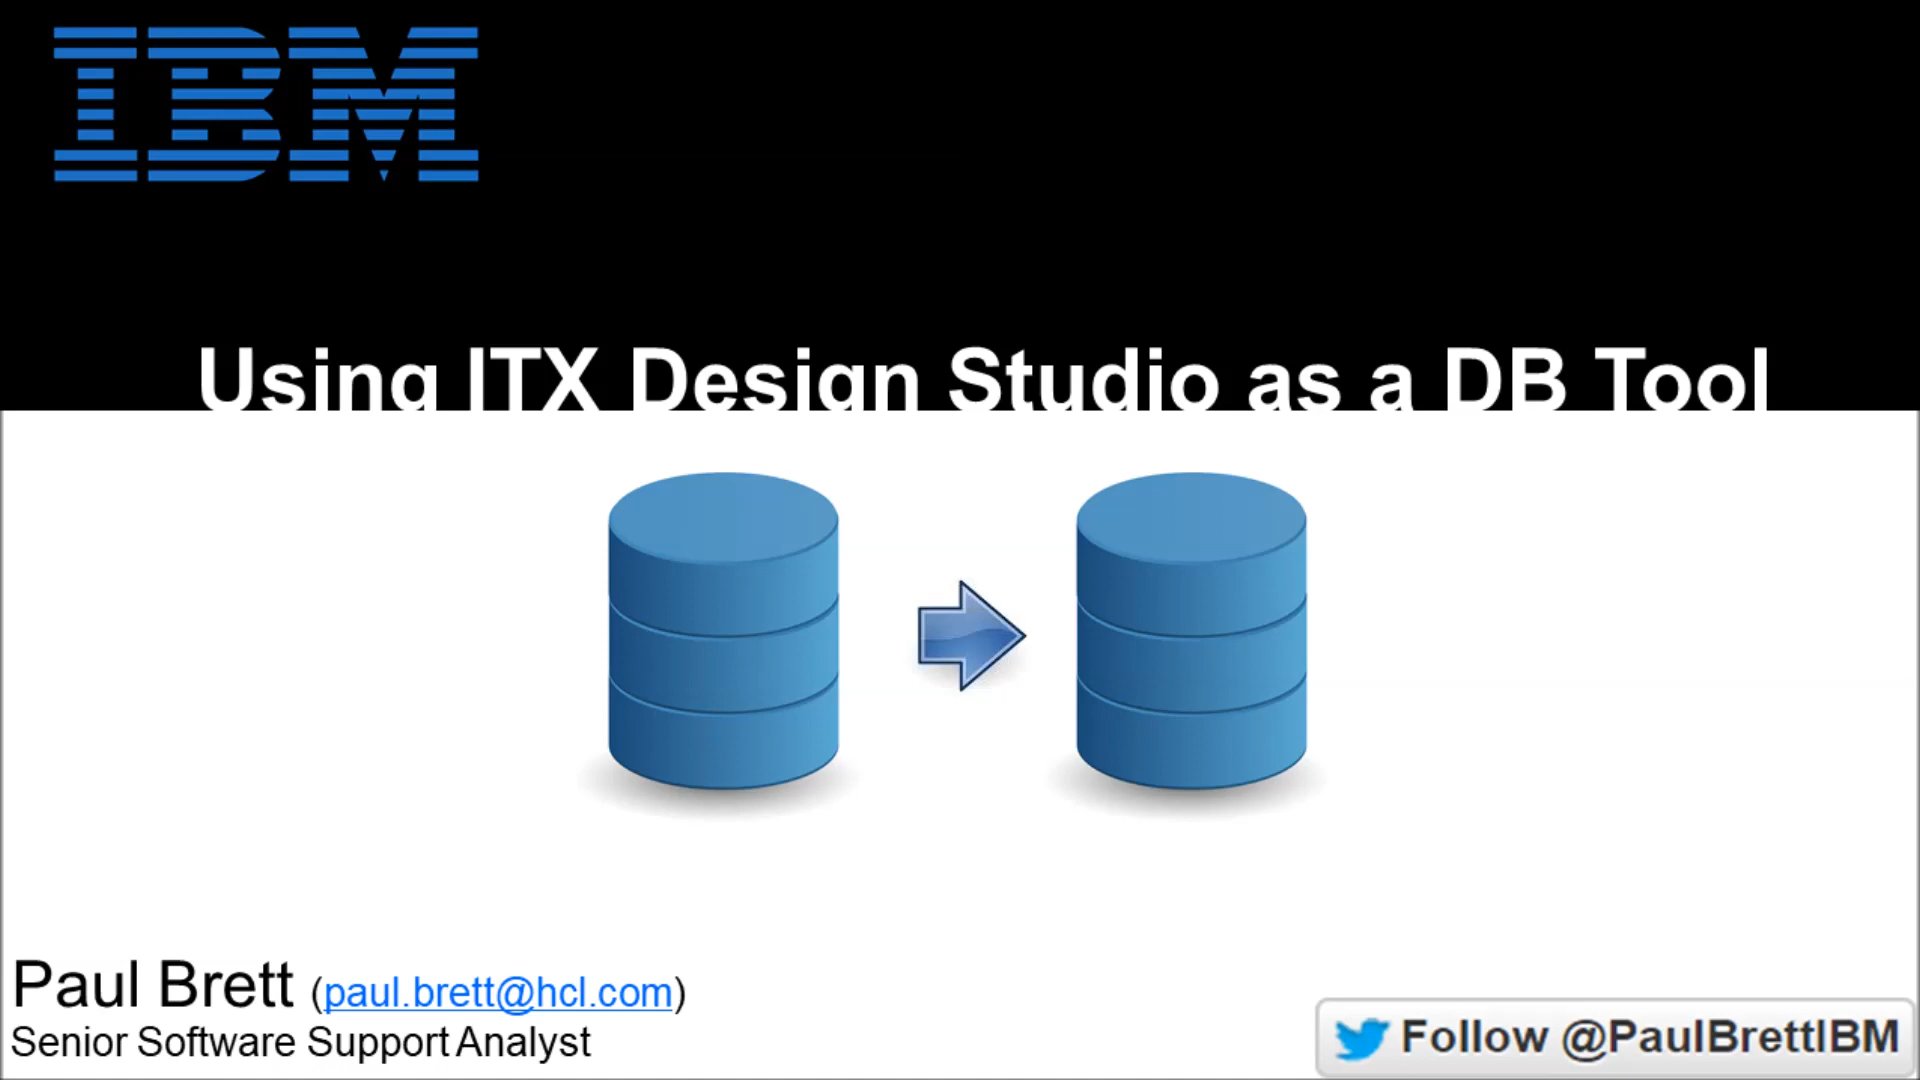 IBM
Using ITX Design Studio as a DB Tool
Paul Brett (paul.brett@hcl.com)
Senior Software Support Analyst
Follow @PaulBrettIBM